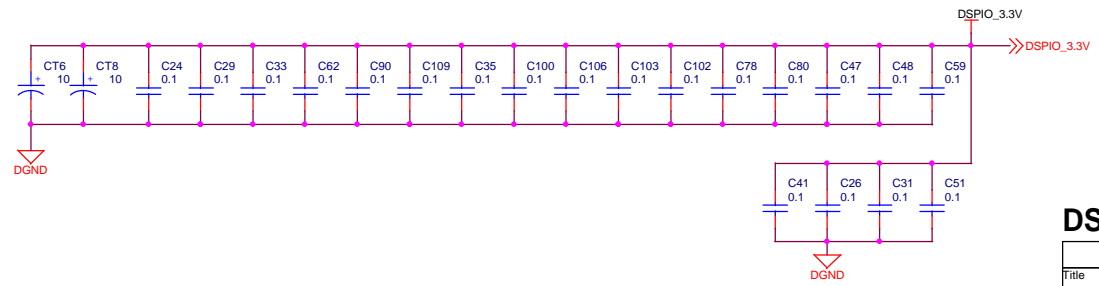 DSPIO_3.3V
DSPIO_3.3V
CT6 CT8 C24 C29 C33 C62 C90 C109 C35 C100 C106 C103 C102 C78 C80 C47 C48 C59
10 10 0.1 0.1 0.1 0.1 0.1 0.1 0.1 0.1 0.1 0.1 0.1 0.1 0.1 0.1 0.1 0.1
DGND
C41 C26 C31 C51
0.1 0.1 0.1 0.1
DGND
DS
Title